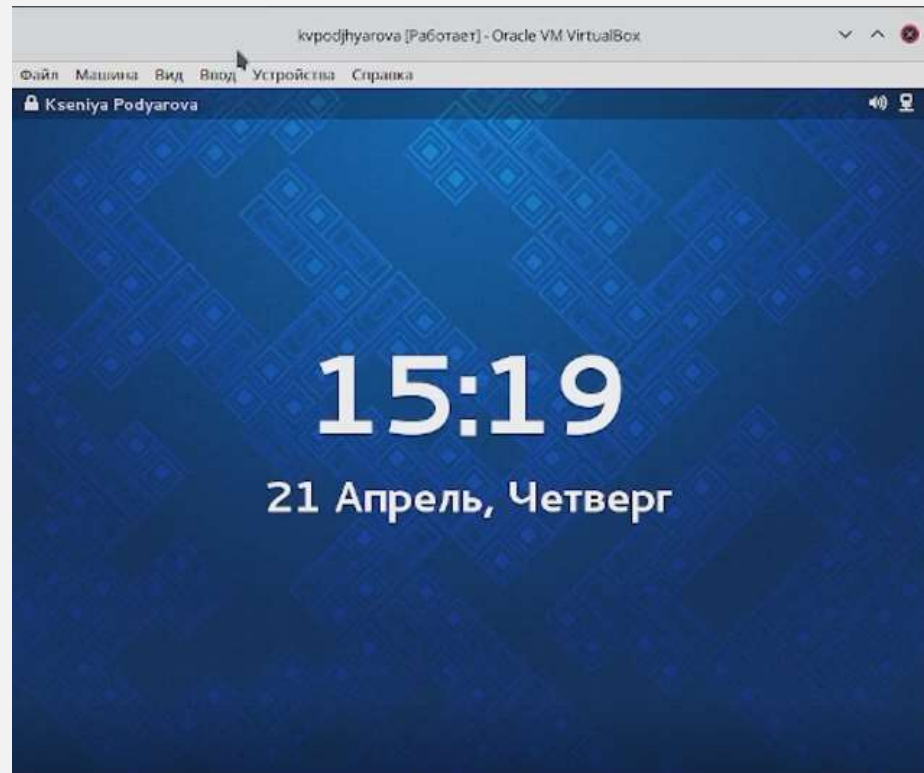 kvpodjhyarova [Работает] - Oracle VM VirtualBox
Файл Машина Вид Ввод Устройства Справка
Kseniya Podyarova
15:19
21 Апрель, Четверг